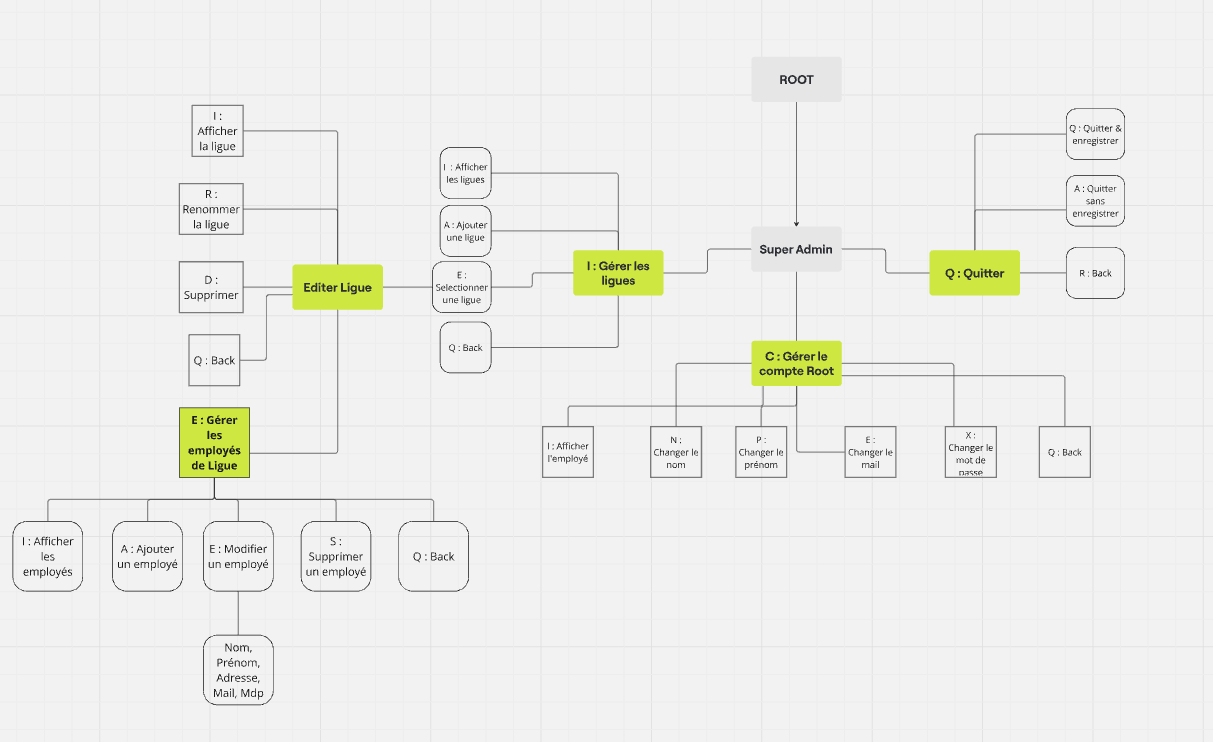 ROOT
Super Admin
Q : Quitter
Q : Quitter &
enregistrer
A : Quitter
sans
enregistrer
R : Back
I : Gérer les
ligues
I : Afficher
les ligues
A : Ajouter
une ligue
E :
Selectionner
une ligue
Q : Back
Editer Ligue
I :
Afficher
la ligue
R :
Renommer
la ligue
D :
Supprimer
Q : Back
E : Gérer
les
employés
de Ligue
I : Afficher
les
employés
A : Ajouter
un employé
E : Modifier
un employé
S :
Supprimer
un employé
Q : Back
Nom,
Prénom,
Adresse,
Mail, Mdp
C : Gérer le
compte Root
I : Afficher
l'employé
N :
Changer le
nom
P :
Changer le
prénom
E :
Changer le
mail
X :
Changer le
mot de
passe
Q : Back